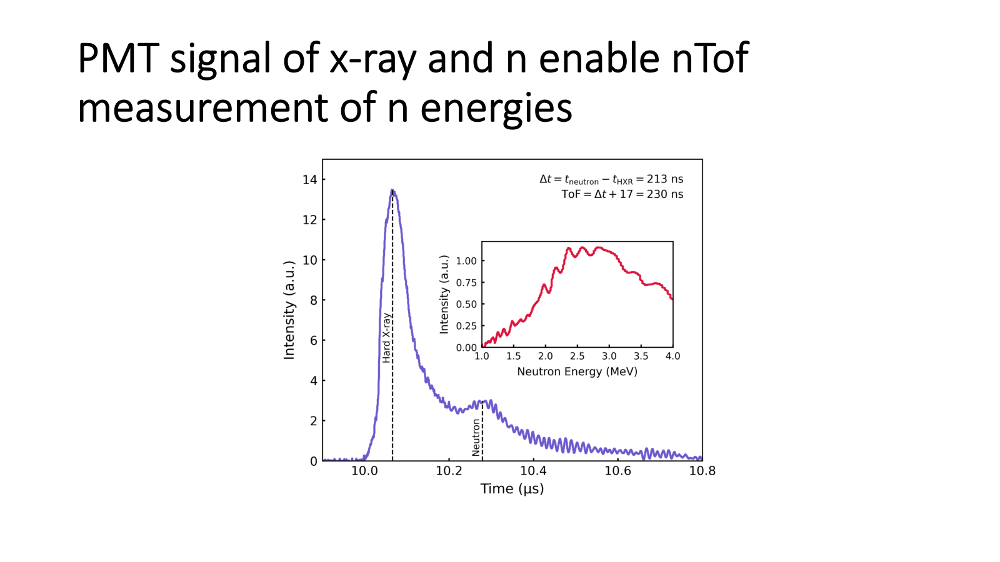 PMT signal of x-ray and n enable nTof
measurement of n energies
Δt = t_neutron − t_HXR = 213 ns
ToF = Δt + 17 = 230 ns
Intensity (a.u.)
14
12
10
8
6
4
2
0
Hard X-ray
Neutron
Intensity (a.u.)
1.00
0.75
0.50
0.25
0.00
1.0 1.5 2.0 2.5 3.0 3.5 4.0
Neutron Energy (MeV)
10.0 10.2 10.4 10.6 10.8
Time (μs)